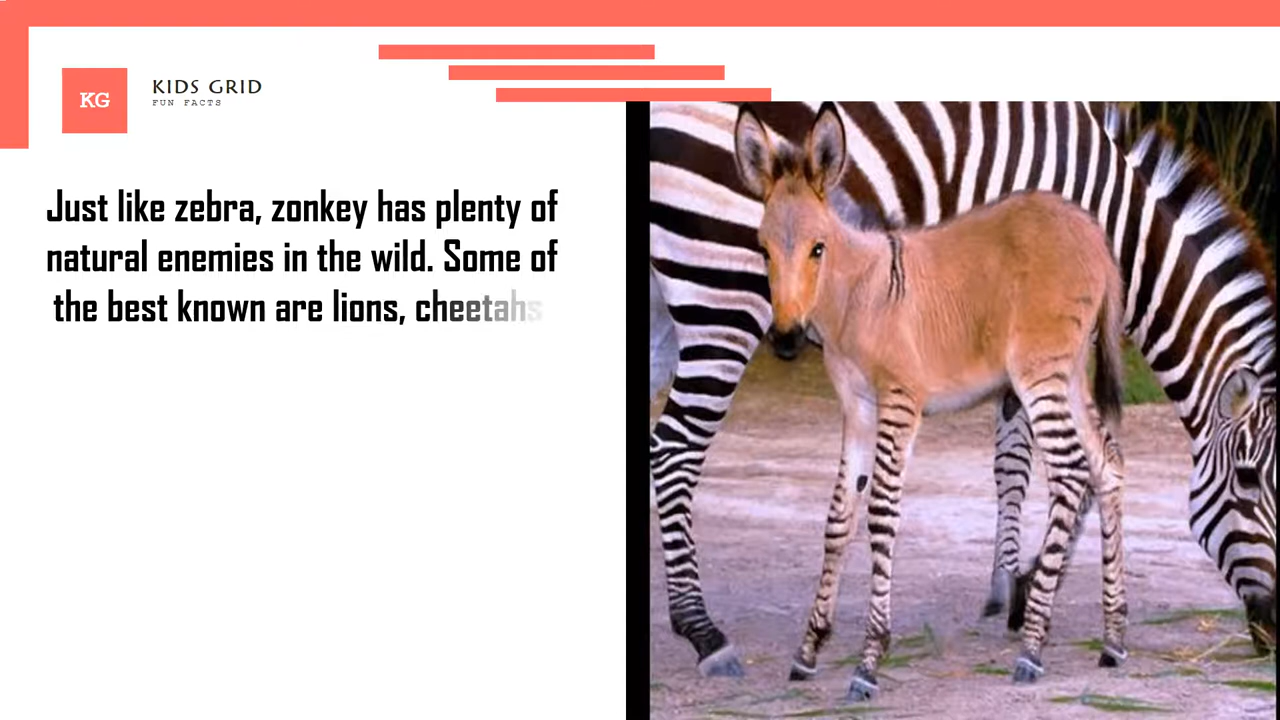 KG
KIDS GRID
FUN FACTS
Just like zebra, zonkey has plenty of
natural enemies in the wild. Some of
the best known are lions, cheetahs